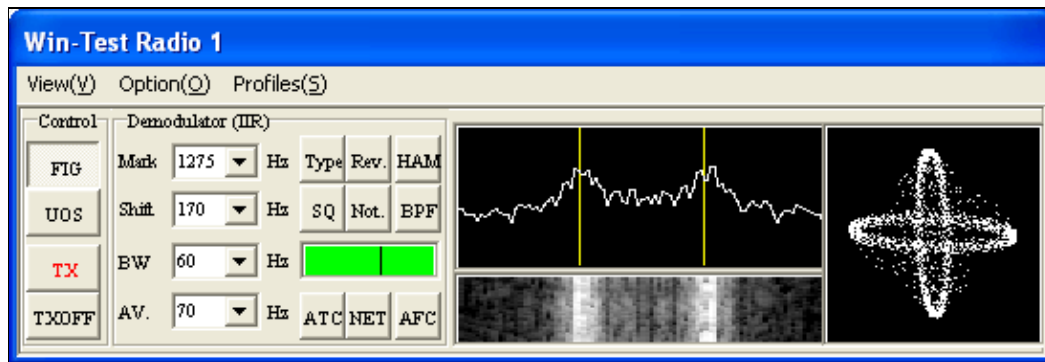 Win-Test Radio 1
View(V) Option(O) Profiles(S)
Control Demodulator (IIR)
FIG Mark 1275 Hz Type Rev. HAM
UOS Shift 170 Hz SQ Not. BPF
TX BW 60 Hz
TXOFF AV. 70 Hz ATC NET AFC